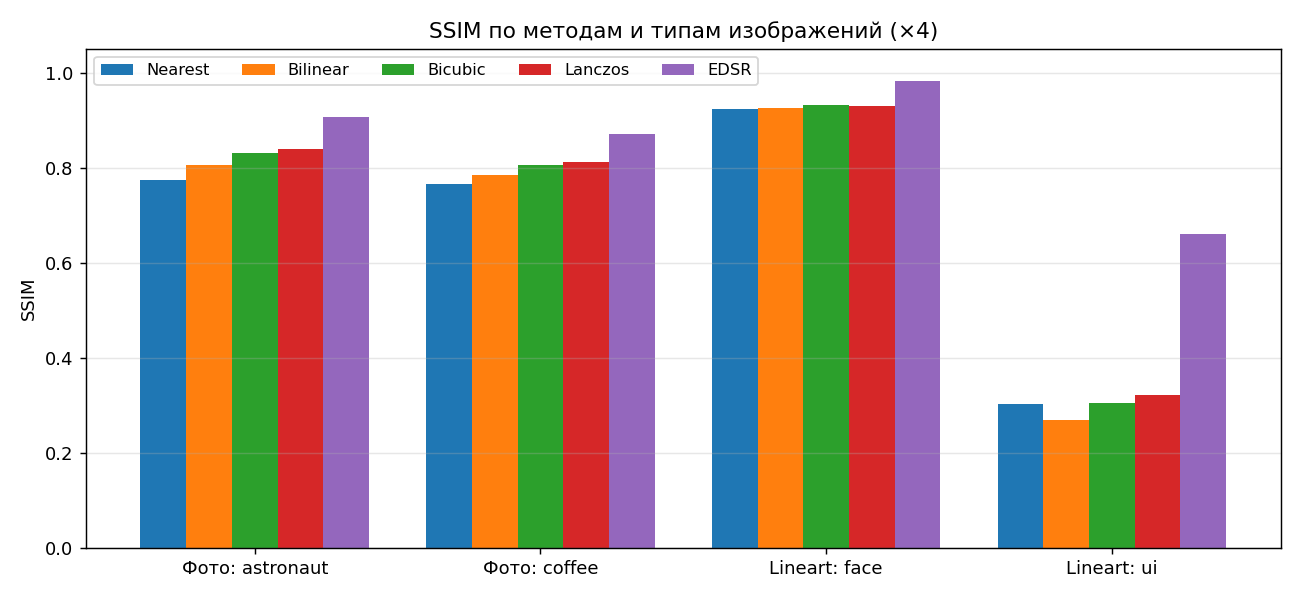 SSIM по методам и типам изображений (×4)
Nearest Bilinear Bicubic Lanczos EDSR
1.0
0.8
0.6
0.4
0.2
0.0
SSIM
Фото: astronaut Фото: coffee Lineart: face Lineart: ui